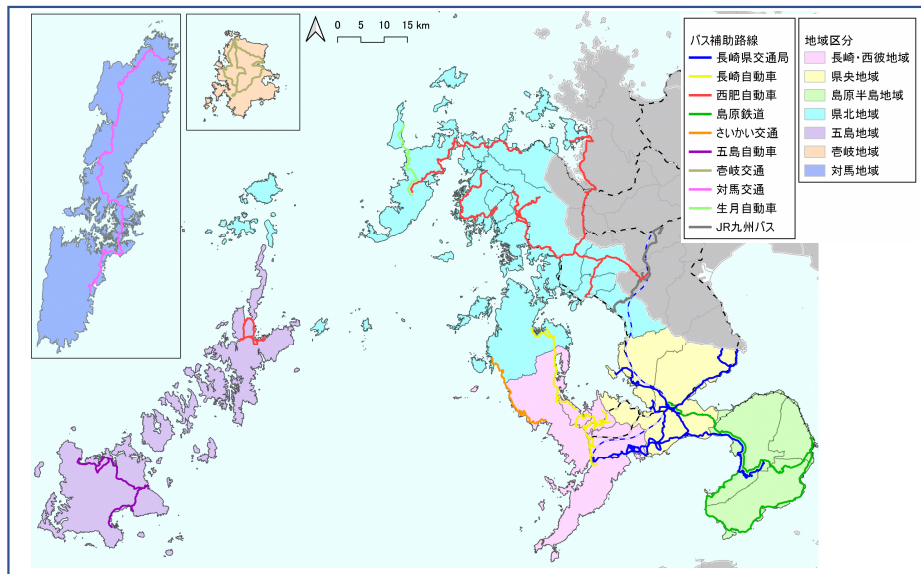 0 5 10 15 km
バス補助路線
長崎県交通局
長崎自動車
西肥自動車
島原鉄道
さいかい交通
五島自動車
壱岐交通
対馬交通
生月自動車
JR九州バス
地域区分
長崎・西彼地域
県央地域
島原半島地域
県北地域
五島地域
壱岐地域
対馬地域